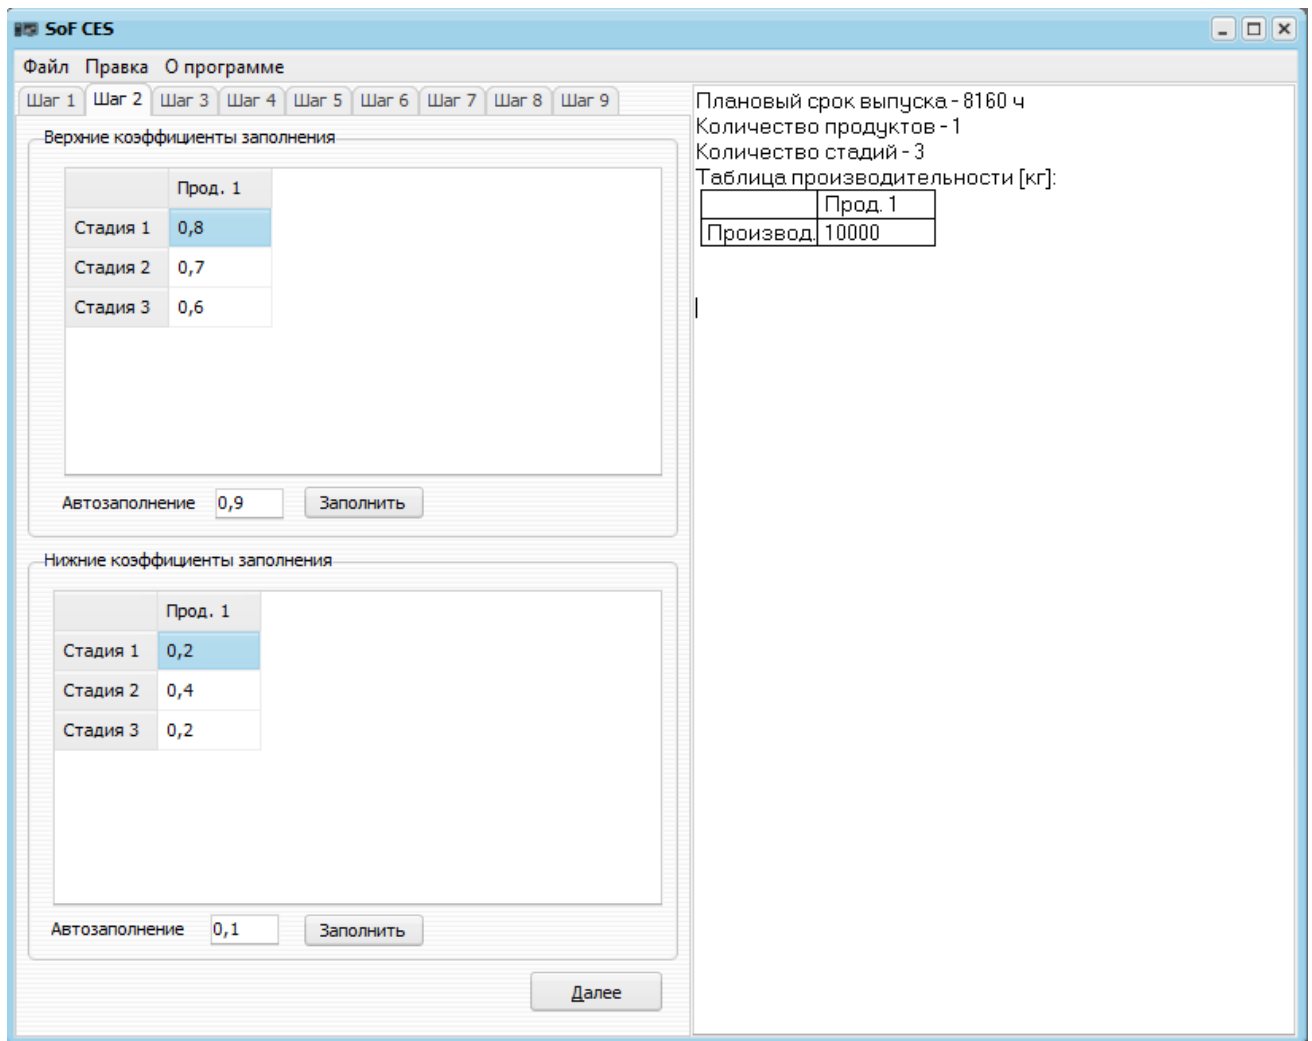 SoF CES
Файл Правка О программе
Шаг 1 Шаг 2 Шаг 3 Шаг 4 Шаг 5 Шаг 6 Шаг 7 Шаг 8 Шаг 9
Верхние коэффициенты заполнения
Прод. 1
Стадия 1 0,8
Стадия 2 0,7
Стадия 3 0,6
Автозаполнение 0,9 Заполнить
Нижние коэффициенты заполнения
Прод. 1
Стадия 1 0,2
Стадия 2 0,4
Стадия 3 0,2
Автозаполнение 0,1 Заполнить
Далее
Плановый срок выпуска - 8160 ч
Количество продуктов - 1
Количество стадий - 3
Таблица производительности [кг]:
Прод. 1
Производ. 10000